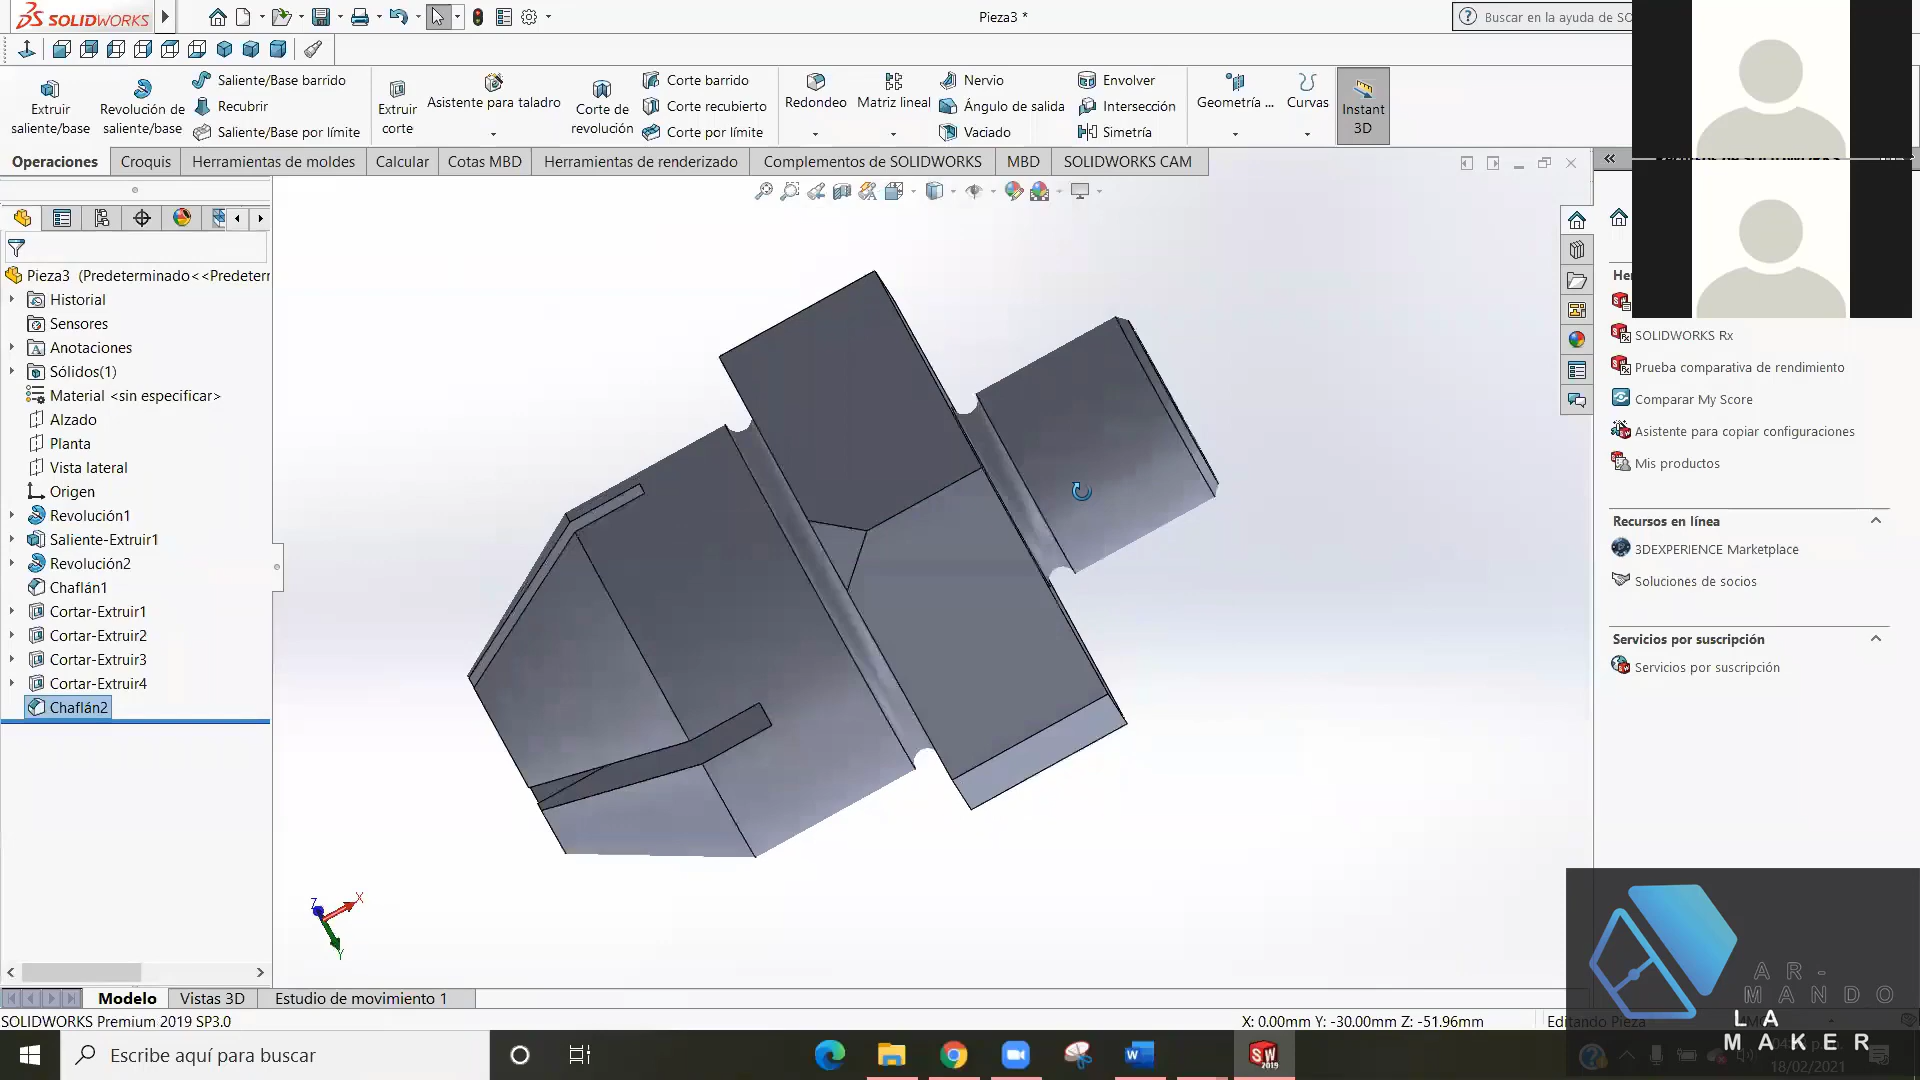 SOLIDWORKS
Pieza3 *
Buscar en la ayuda de SO
Extruir saliente/base
Revolución de saliente/base
Saliente/Base barrido
Recubrir
Saliente/Base por límite
Extruir corte
Asistente para taladro
Corte de revolución
Corte barrido
Corte recubierto
Corte por límite
Redondeo
Matriz lineal
Nervio
Ángulo de salida
Vaciado
Envolver
Intersección
Simetría
Geometría ...
Curvas
Instant 3D
Operaciones
Croquis
Herramientas de moldes
Calcular
Cotas MBD
Herramientas de renderizado
Complementos de SOLIDWORKS
MBD
SOLIDWORKS CAM
Pieza3 (Predeterminado<<Predeterr
Historial
Sensores
Anotaciones
Sólidos(1)
Material <sin especificar>
Alzado
Planta
Vista lateral
Origen
Revolución1
Saliente-Extruir1
Revolución2
Chaflán1
Cortar-Extruir1
Cortar-Extruir2
Cortar-Extruir3
Cortar-Extruir4
Chaflán2
Z
X
Y
Her
SOLIDWORKS Rx
Prueba comparativa de rendimiento
Comparar My Score
Asistente para copiar configuraciones
Mis productos
Recursos en línea
3DEXPERIENCE Marketplace
Soluciones de socios
Servicios por suscripción
Servicios por suscripción
Modelo
Vistas 3D
Estudio de movimiento 1
SOLIDWORKS Premium 2019 SP3.0
X: 0.00mm Y: -30.00mm Z: -51.96mm
Editando Pieza
AR-
MANDO
LA
MAKER
Escribe aquí para buscar
SW
2019
18/02/2021